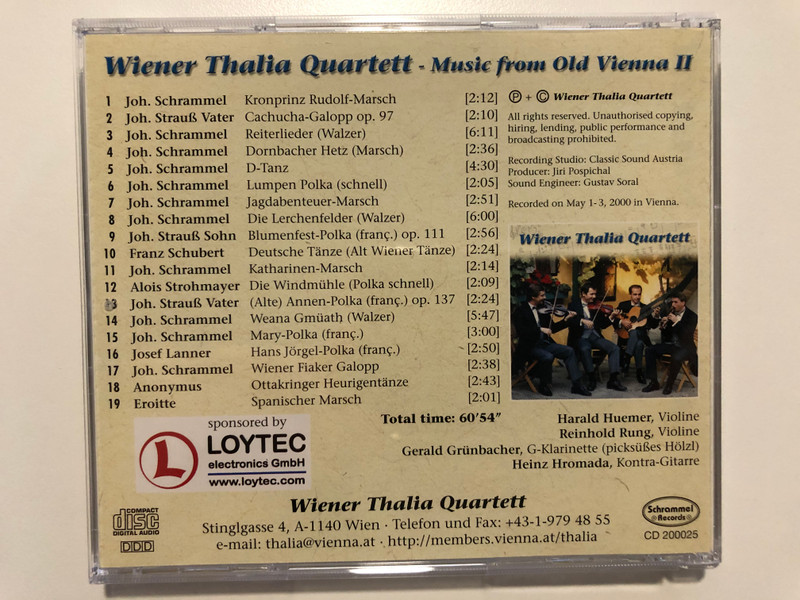 Wiener Thalia Quartett - Music from Old Vienna II
1 Joh. Schrammel Kronprinz Rudolf-Marsch [2:12]
2 Joh. Strauß Vater Cachucha-Galopp op. 97 [2:10]
3 Joh. Schrammel Reiterlieder (Walzer) [6:11]
4 Joh. Schrammel Dornbacher Hetz (Marsch) [2:36]
5 Joh. Schrammel D-Tanz [4:30]
6 Joh. Schrammel Lumpen Polka (schnell) [2:05]
7 Joh. Schrammel Jagdabenteuer-Marsch [2:51]
8 Joh. Schrammel Die Lerchenfelder (Walzer) [6:00]
9 Joh. Strauß Sohn Blumenfest-Polka (franç.) op. 111 [2:56]
10 Franz Schubert Deutsche Tänze (Alt Wiener Tänze) [2:24]
11 Joh. Schrammel Katharinen-Marsch [2:14]
12 Alois Strohmayer Die Windmühle (Polka schnell) [2:09]
13 Joh. Strauß Vater (Alte) Annen-Polka (franç.) op. 137 [2:24]
14 Joh. Schrammel Weana Gmüath (Walzer) [5:47]
15 Joh. Schrammel Mary-Polka (franç.) [3:00]
16 Josef Lanner Hans Jörgel-Polka (franç.) [2:50]
17 Joh. Schrammel Wiener Fiaker Galopp [2:38]
18 Anonymus Ottakringer Heurigentänze [2:43]
19 Eroitte Spanischer Marsch [2:01]
Ⓟ + © Wiener Thalia Quartett
All rights reserved. Unauthorised copying,
hiring, lending, public performance and
broadcasting prohibited.
Recording Studio: Classic Sound Austria
Producer: Jiri Pospichal
Sound Engineer: Gustav Soral
Recorded on May 1-3, 2000 in Vienna.
Wiener Thalia Quartett
Total time: 60'54"
Harald Huemer, Violine
Reinhold Rung, Violine
Gerald Grünbacher, G-Klarinette (picksüßes Hölzl)
Heinz Hromada, Kontra-Gitarre
sponsored by
L LOYTEC
electronics GmbH
www.loytec.com
Wiener Thalia Quartett
Stinglgasse 4, A-1140 Wien · Telefon und Fax: +43-1-979 48 55
e-mail: thalia@vienna.at · http://members.vienna.at/thalia
COMPACT
disc
DIGITAL AUDIO
DDD
Schrammel
Records
CD 200025